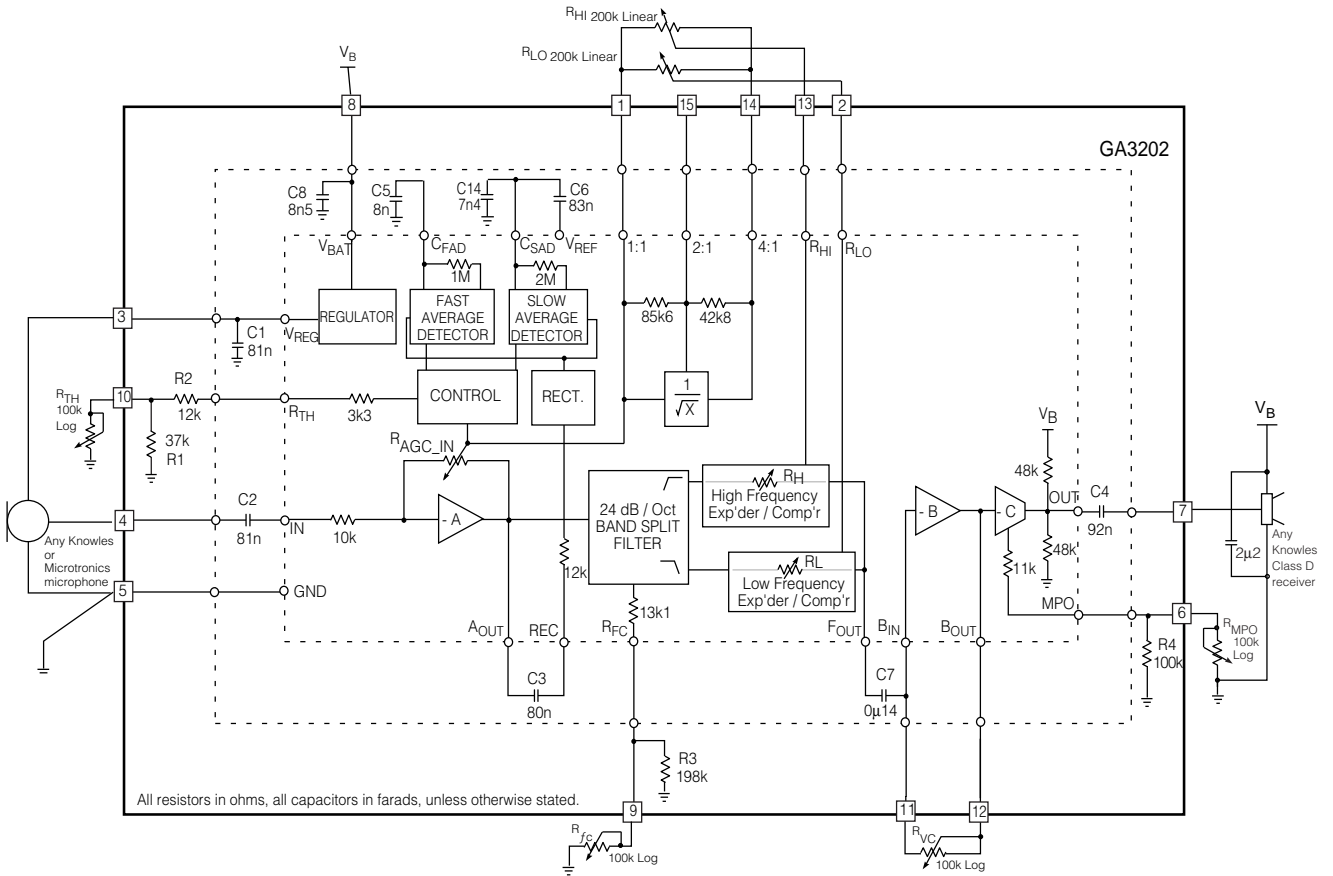 RHI 200k Linear
RLO 200k Linear
VB
8
1
15
14
13
2
GA3202
C8
8n5
C5
8n
C14
7n4
C6
83n
VBAT
CFAD
CSAD
VREF
1:1
2:1
4:1
RHI
RLO
1M
2M
REGULATOR
FAST
AVERAGE
DETECTOR
SLOW
AVERAGE
DETECTOR
85k6
42k8
3
C1
81n
VREG
10
RTH
100k
Log
R2
12k
37k
R1
RTH
3k3
CONTROL
RECT.
1
√X
RAGC_IN
VB
48k
VB
4
Any Knowles
or
Microtronics
microphone
C2
81n
IN
10k
- A
12k
24 dB / Oct
BAND SPLIT
FILTER
RH
High Frequency
Exp'der / Comp'r
RL
Low Frequency
Exp'der / Comp'r
- B
- C
OUT
C4
92n
48k
11k
7
2µ2
Any
Knowles
Class D
receiver
5
GND
13k1
MPO
6
R4
100k
RMPO
100k
Log
AOUT
REC
RFC
FOUT
BIN
BOUT
C3
80n
C7
0µ14
R3
198k
All resistors in ohms, all capacitors in farads, unless otherwise stated.
9
11
12
Rfc
100k Log
RVC
100k Log